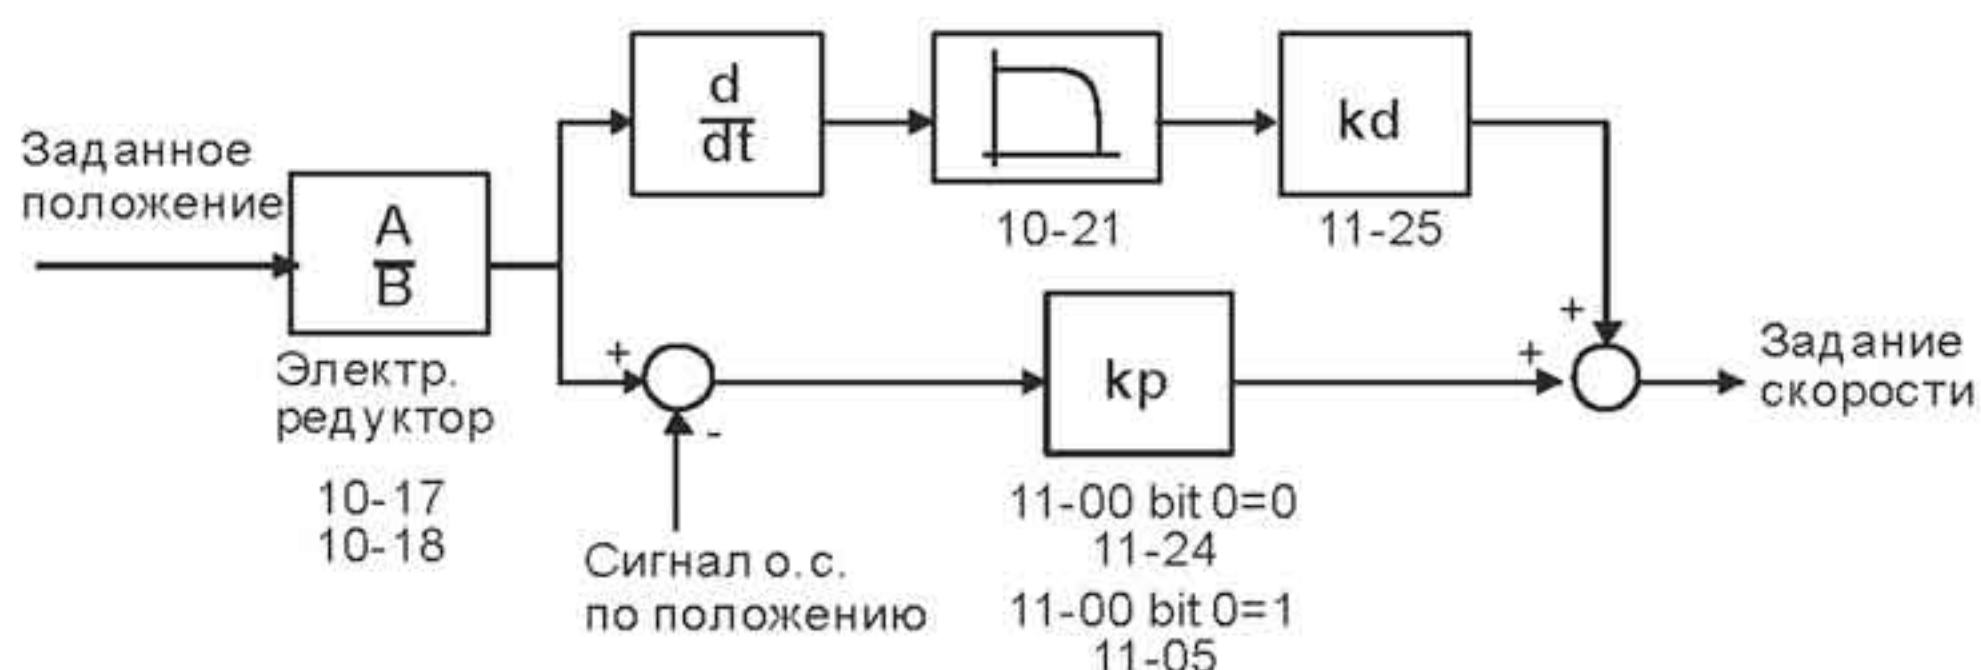 Заданное
положение
A
B
Электр.
редуктор
10-17
10-18
d
dt
10-21
kd
11-25
+
-
Сигнал о.с.
по положению
kp
11-00 bit 0=0
11-24
11-00 bit 0=1
11-05
+
+
Задание
скорости